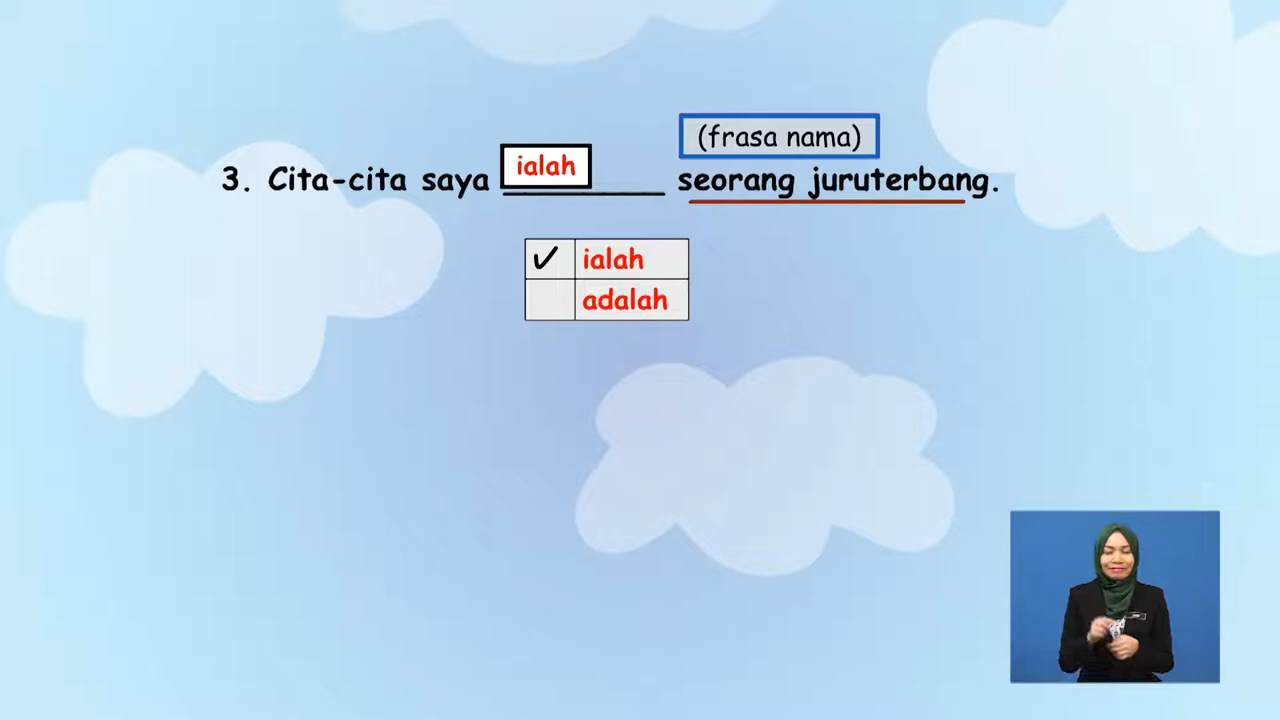 (frasa nama)
3. Cita-cita saya ialah seorang juruterbang.
✓ ialah
adalah